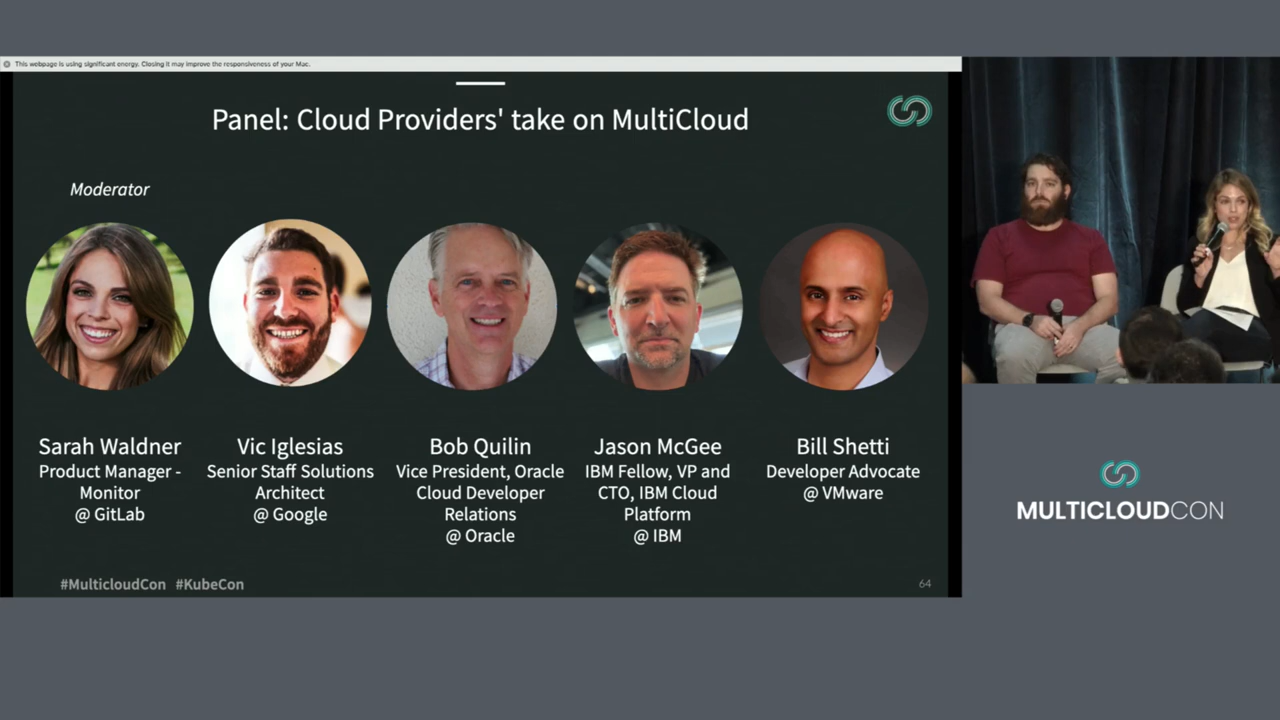 This webpage is using significant energy. Closing it may improve the responsiveness of your Mac.
Panel: Cloud Providers' take on MultiCloud
Moderator
Sarah Waldner
Product Manager -
Monitor
@ GitLab
Vic Iglesias
Senior Staff Solutions
Architect
@ Google
Bob Quilin
Vice President, Oracle
Cloud Developer
Relations
@ Oracle
Jason McGee
IBM Fellow, VP and
CTO, IBM Cloud
Platform
@ IBM
Bill Shetti
Developer Advocate
@ VMware
#MulticloudCon #KubeCon
64
MULTICLOUDCON